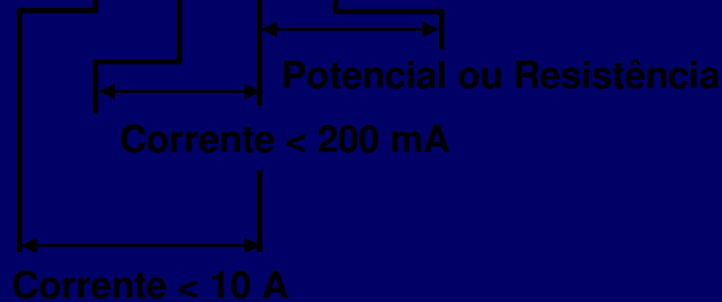 Potencial ou Resistência
Corrente < 200 mA
Corrente < 10 A